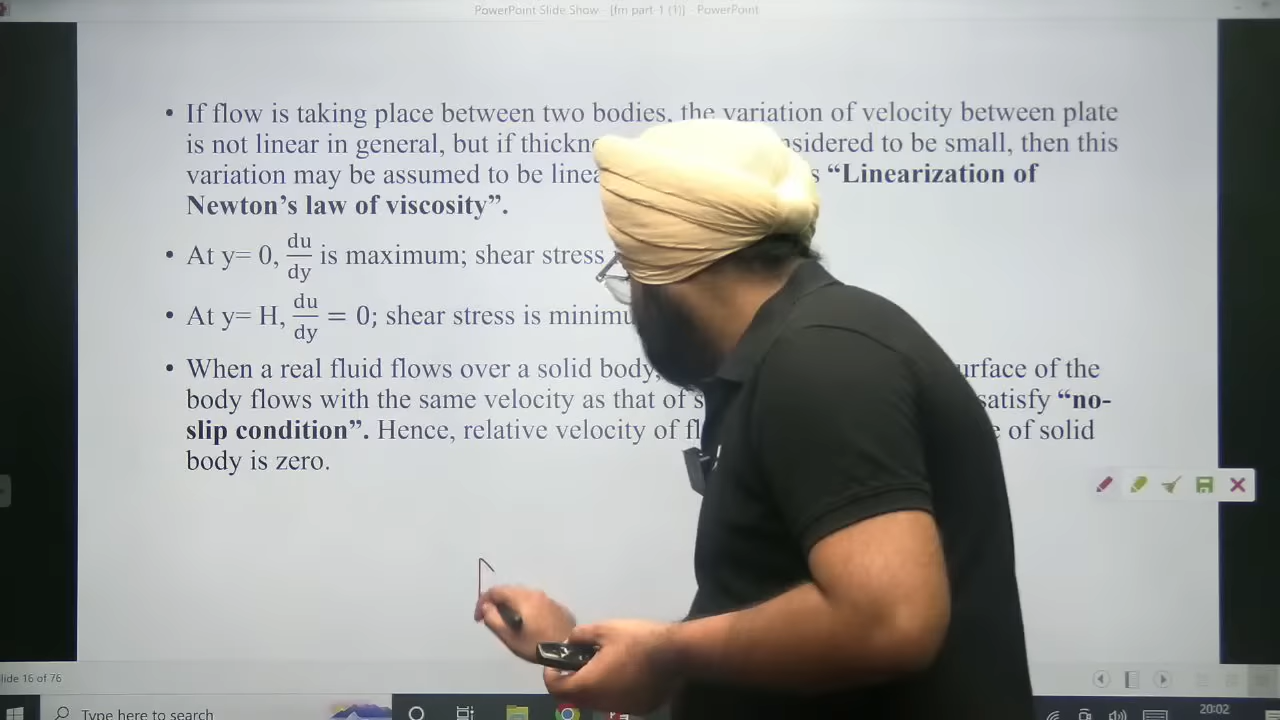 PowerPoint Slide Show - [fm part-1 (1)] - PowerPoint
• If flow is taking place between two bodies, the variation of velocity between plate
is not linear in general, but if sidered to be small, then this
variation may be assumed to be “Linearization of
Newton’s law of viscosity”.
• At y= 0, du/dy is maximum; shear stress
• At y= H, du/dy = 0; shear stress is
• When a real fluid flows over a solid body, urface of the
body flows with the same velocity as that of satisfy “no-
slip condition”. Hence, relative velocity of of solid
body is zero.
lide 16 of 76
Type here to search
20:02